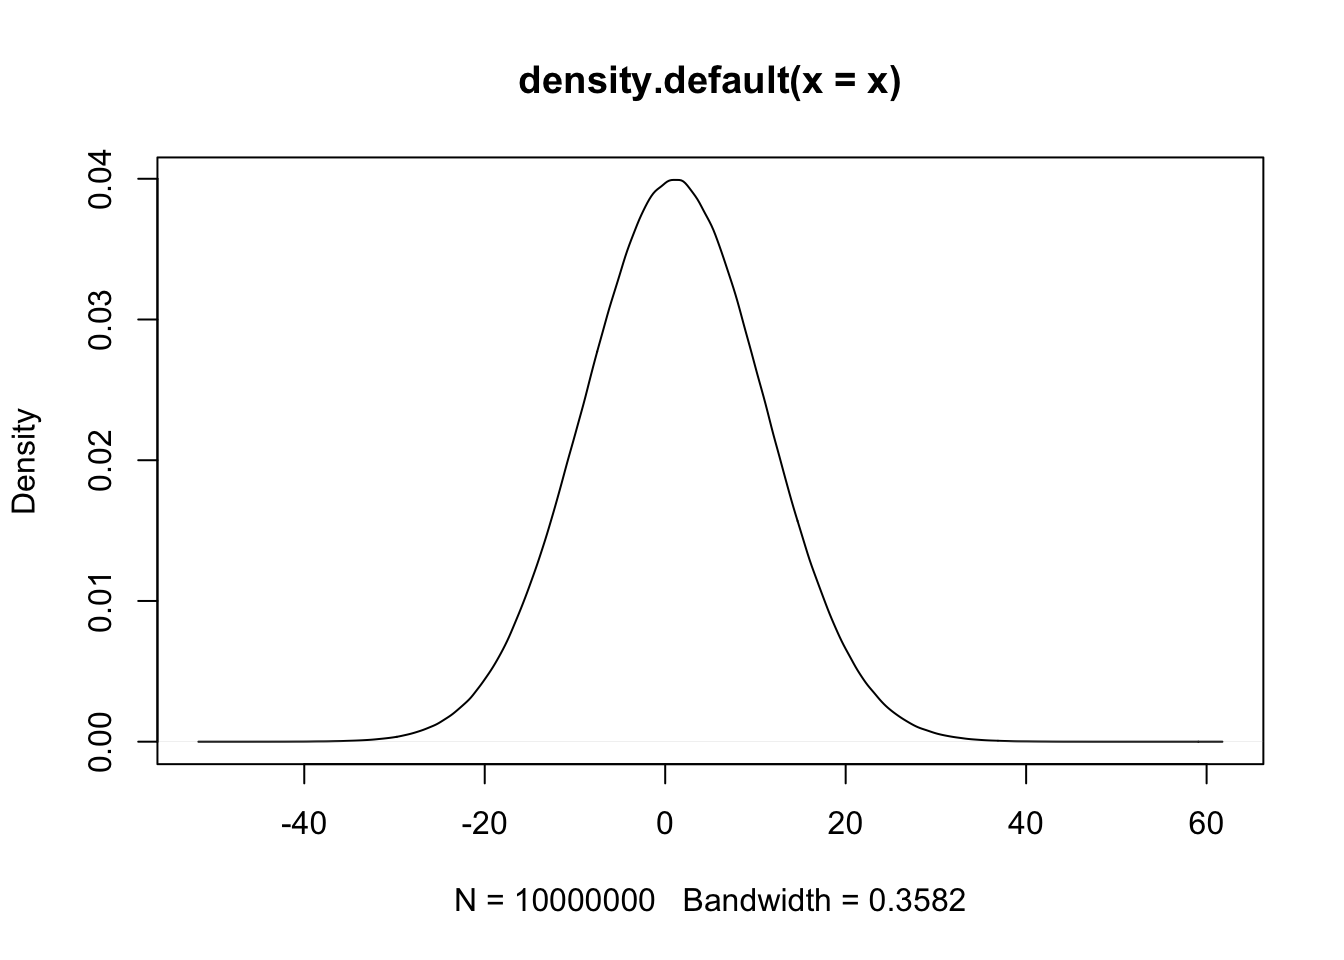 density.default(x = x)
Density
0.04
0.03
0.02
0.01
0.00
-40 -20 0 20 40 60
N = 10000000 Bandwidth = 0.3582